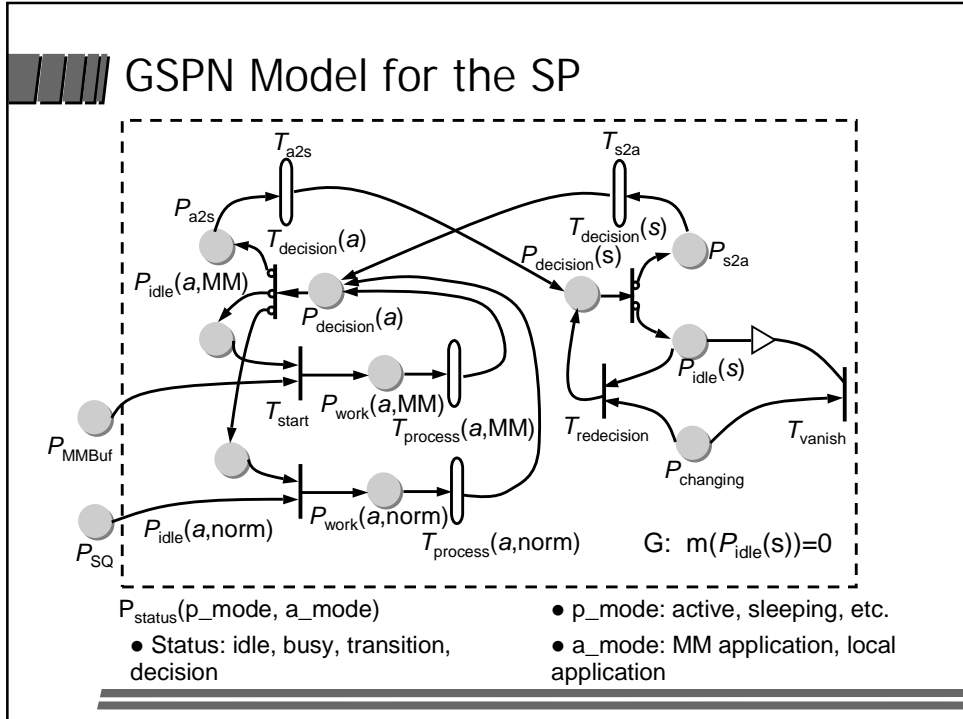 GSPN Model for the SP
T_a2s
T_s2a
P_a2s
T_decision(a)
T_decision(s)
P_decision(s)
P_s2a
P_idle(a,MM)
P_decision(a)
P_idle(s)
T_start
P_work(a,MM)
T_process(a,MM)
T_redecision
T_vanish
P_MMBuf
P_changing
P_idle(a,norm)
P_work(a,norm)
P_SQ
T_process(a,norm)
G: m(P_idle(s))=0
P_status(p_mode, a_mode)
● Status: idle, busy, transition,
decision
● p_mode: active, sleeping, etc.
● a_mode: MM application, local
application